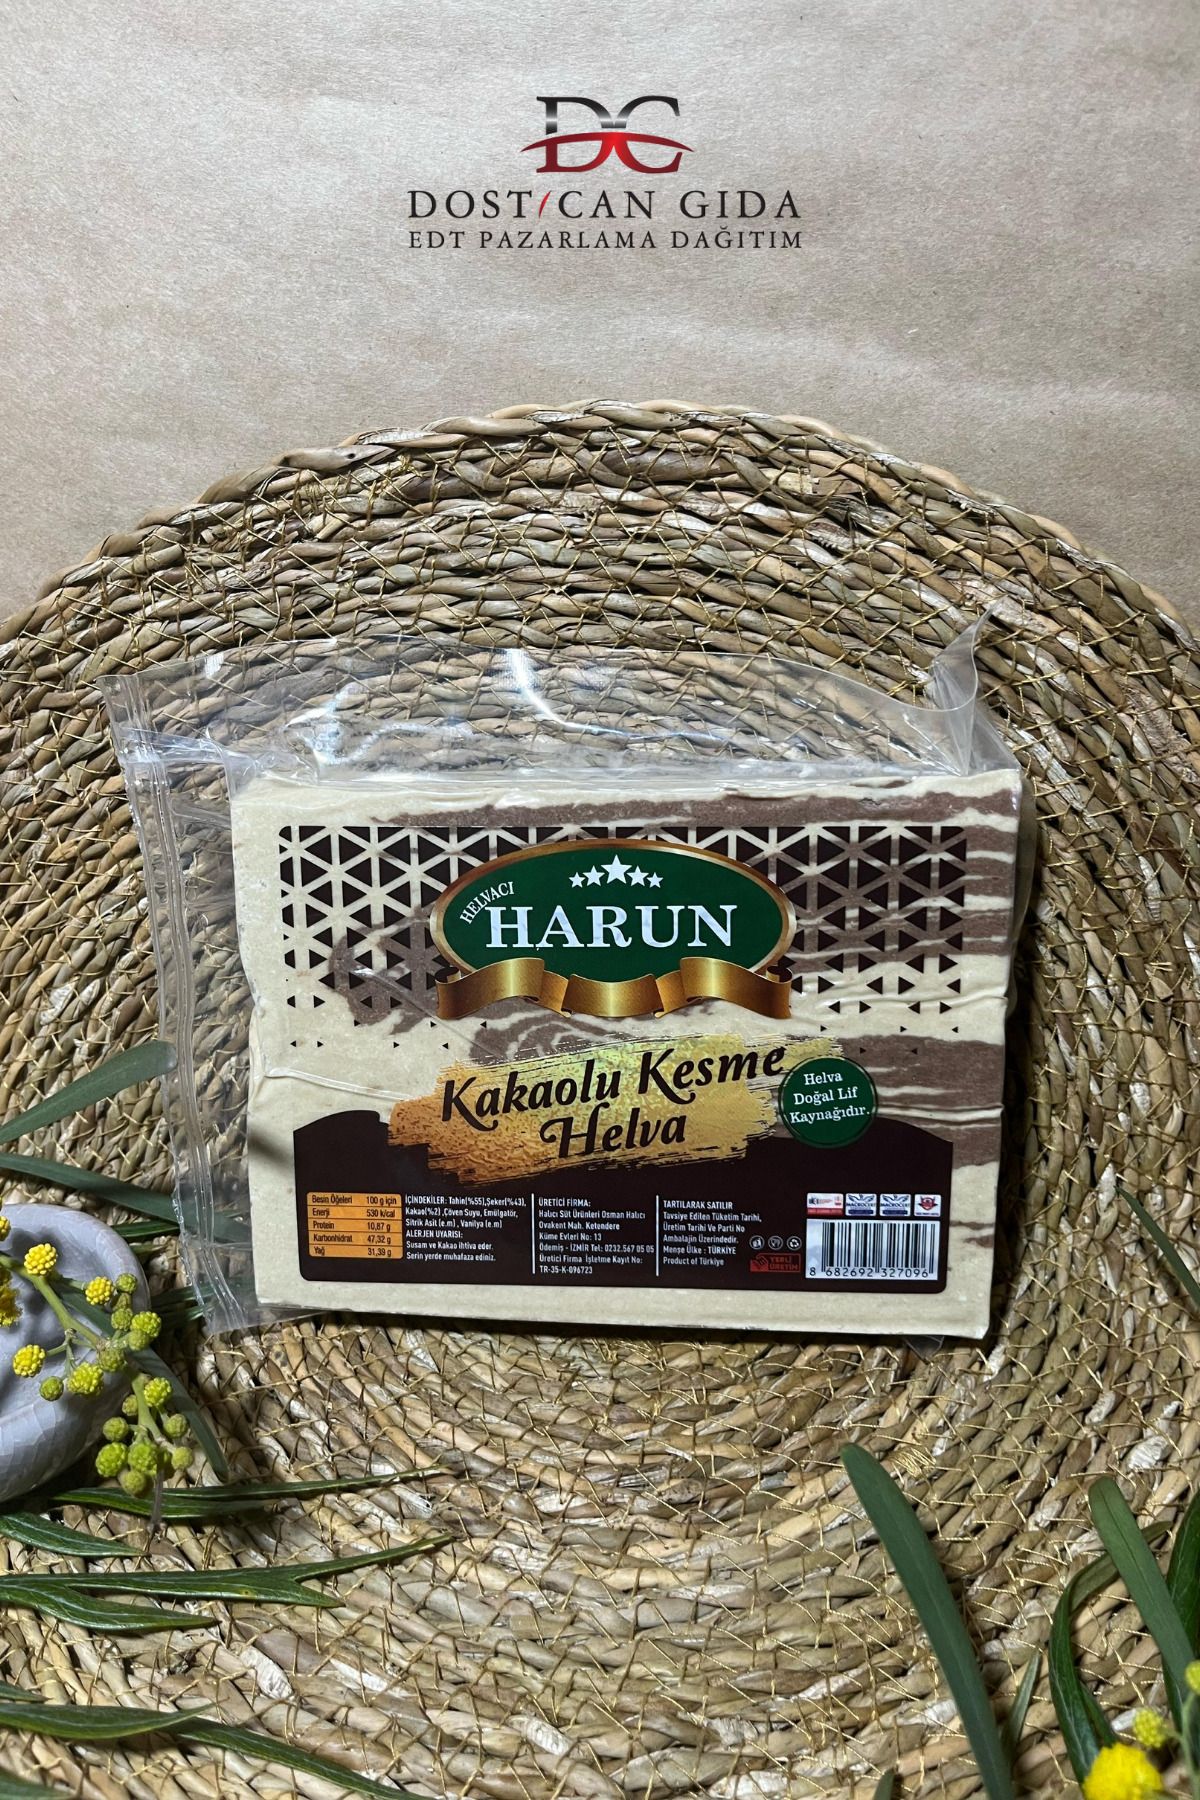 DC
DOST CAN GIDA
EDT PAZARLAMA DAĞITIM
HELVACI
HARUN
Kakaolu Kesme
Helva
Helva
Doğal Lif
Kaynağıdır.
Besin Öğeleri 100 g için
Enerji 530 k/cal
Protein 10,87 g
Karbonhidrat 47,32 g
Yağ 31,39 g
İÇİNDEKİLER: Tahin(%55),Şeker(%43),
Kakao(%2) ,Çöven Suyu, Emülgatör,
Sitrik Asit (e.m) , Vanilya (e.m)
ALERJEN UYARISI:
Susam ve Kakao ihtiva eder.
Serin yerde muhafaza ediniz.
ÜRETİCİ FİRMA:
Halıcı Süt Ürünleri Osman Halıcı
Ovakent Mah. Ketendere
Küme Evleri No: 13
Ödemiş - İZMİR Tel: 0232.567 05 05
Üretici Firma İşletme Kayıt No:
TR-35-K-096723
TARTILARAK SATILIR
Tavsiye Edilen Tüketim Tarihi,
Üretim Tarihi Ve Parti No
Ambalajın Üzerindedir.
Menşe Ülke : TÜRKİYE
Product of Türkiye
YERLİ
ÜRETİM
8 682692 327096